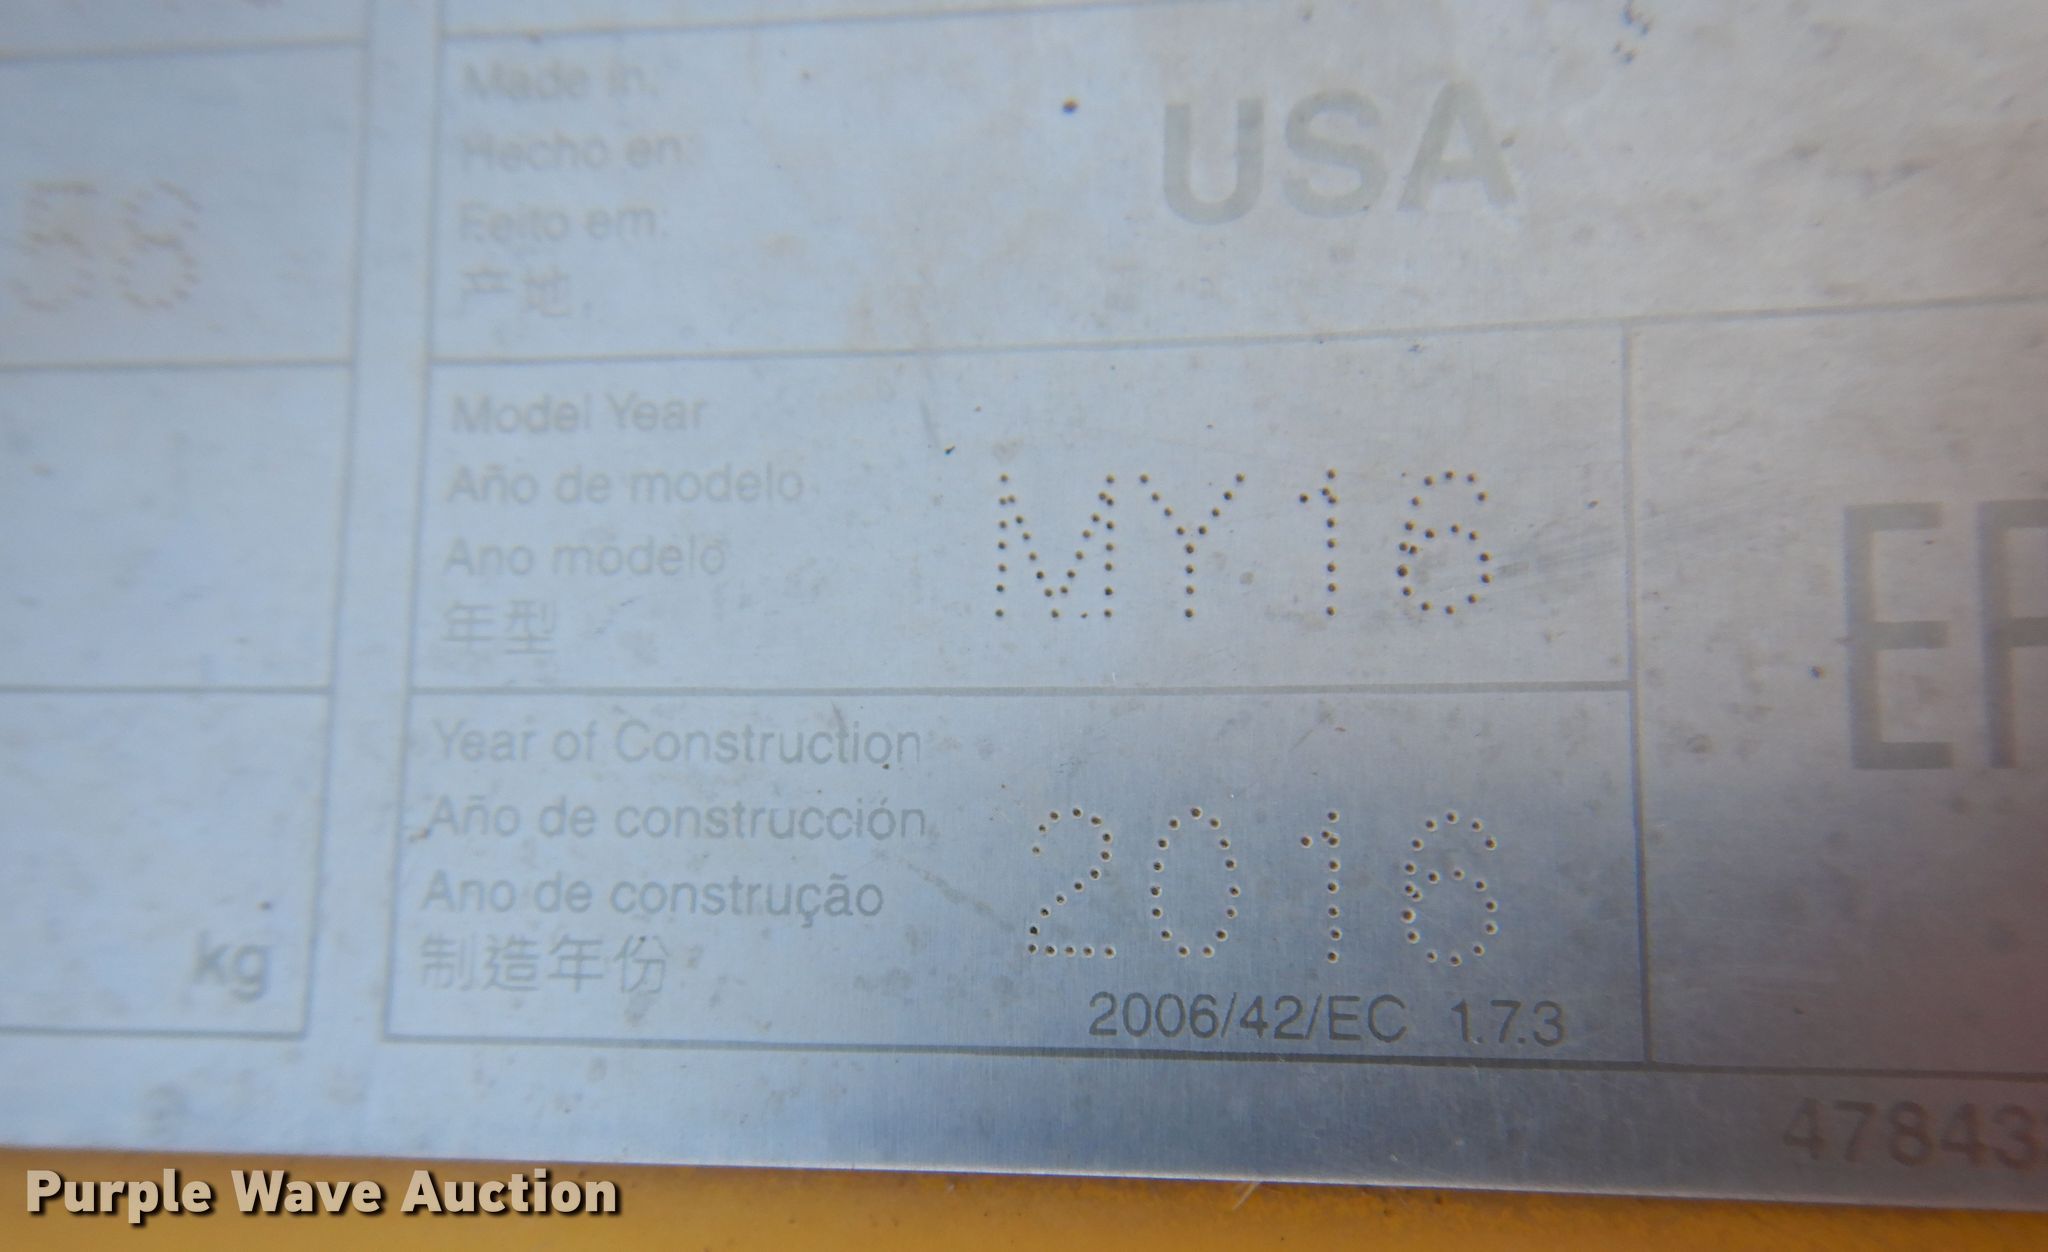 Made in:
USA
Hecho en:
Feito em:
产地
Model Year
Año de modelo
MY16
Ano modelo
年型
Year of Construction
Año de construcción
2016
Ano de construção
制造年份
kg
2006/42/EC 1.7.3
Purple Wave Auction